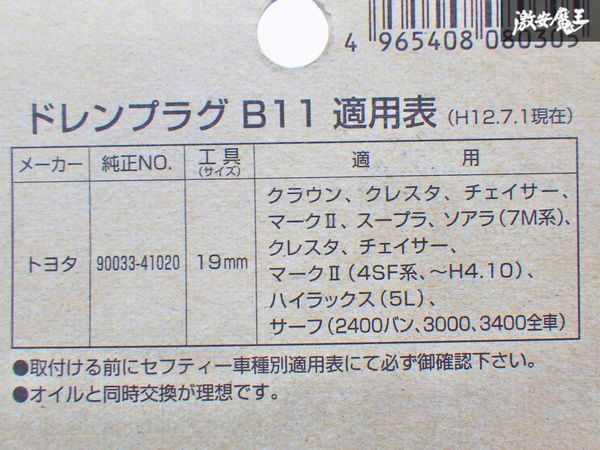 激安魔王
4 965408 080305
ドレンプラグ B11 適用表 (H12.7.1現在)
メーカー 純正NO. 工具 (サイズ) 適用
トヨタ 90033-41020 19mm
クラウン、クレスタ、チェイサー、
マークⅡ、スープラ、ソアラ(7M系)、
クレスタ、チェイサー、
マークⅡ(4SF系、～H4.10)、
ハイラックス(5L)、
サーフ(2400バン、3000、3400全車)
●取付ける前にセフティー車種別適用表にて必ず御確認下さい。
●オイルと同時交換が理想です。